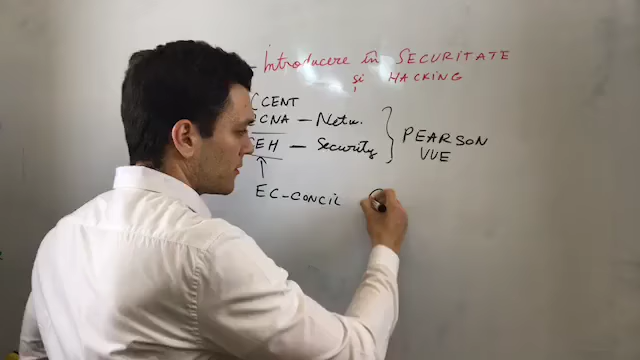 - Introducere în SECURITATE
și HACKING
CCENT
CCNA - Netw.
CEH - Security
PEARSON
VUE
EC-CONCIL